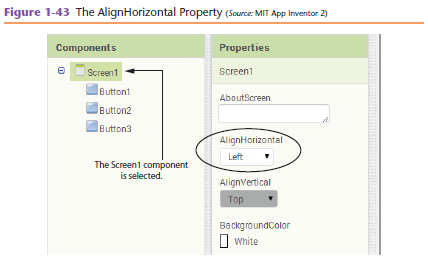 Figure 1-43 The AlignHorizontal Property (Source: MIT App Inventor 2)
Components
Screen1
Button1
Button2
Button3
The Screen1 component
is selected.
Properties
Screen1
AboutScreen
AlignHorizontal
Left
AlignVertical
Top
BackgroundColor
White